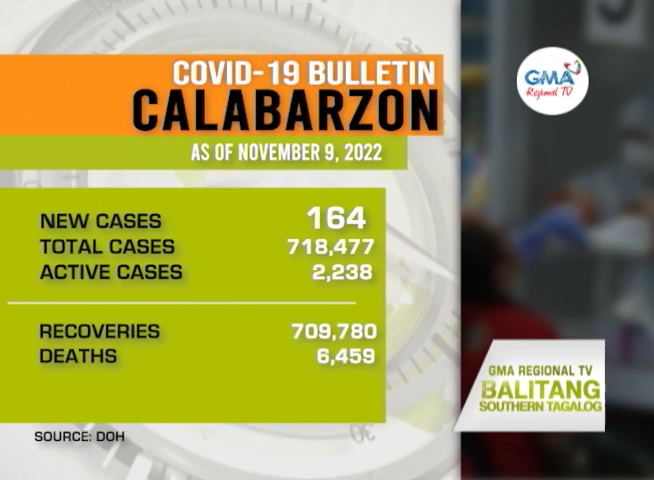 COVID-19 BULLETIN
CALABARZON
AS OF NOVEMBER 9, 2022
GMA
Regional TV
NEW CASES 164
TOTAL CASES 718,477
ACTIVE CASES 2,238
RECOVERIES 709,780
DEATHS 6,459
GMA REGIONAL TV
BALITANG
SOUTHERN TAGALOG
SOURCE: DOH
30